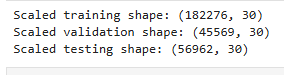 Scaled training shape: (182276, 30)
Scaled validation shape: (45569, 30)
Scaled testing shape: (56962, 30)